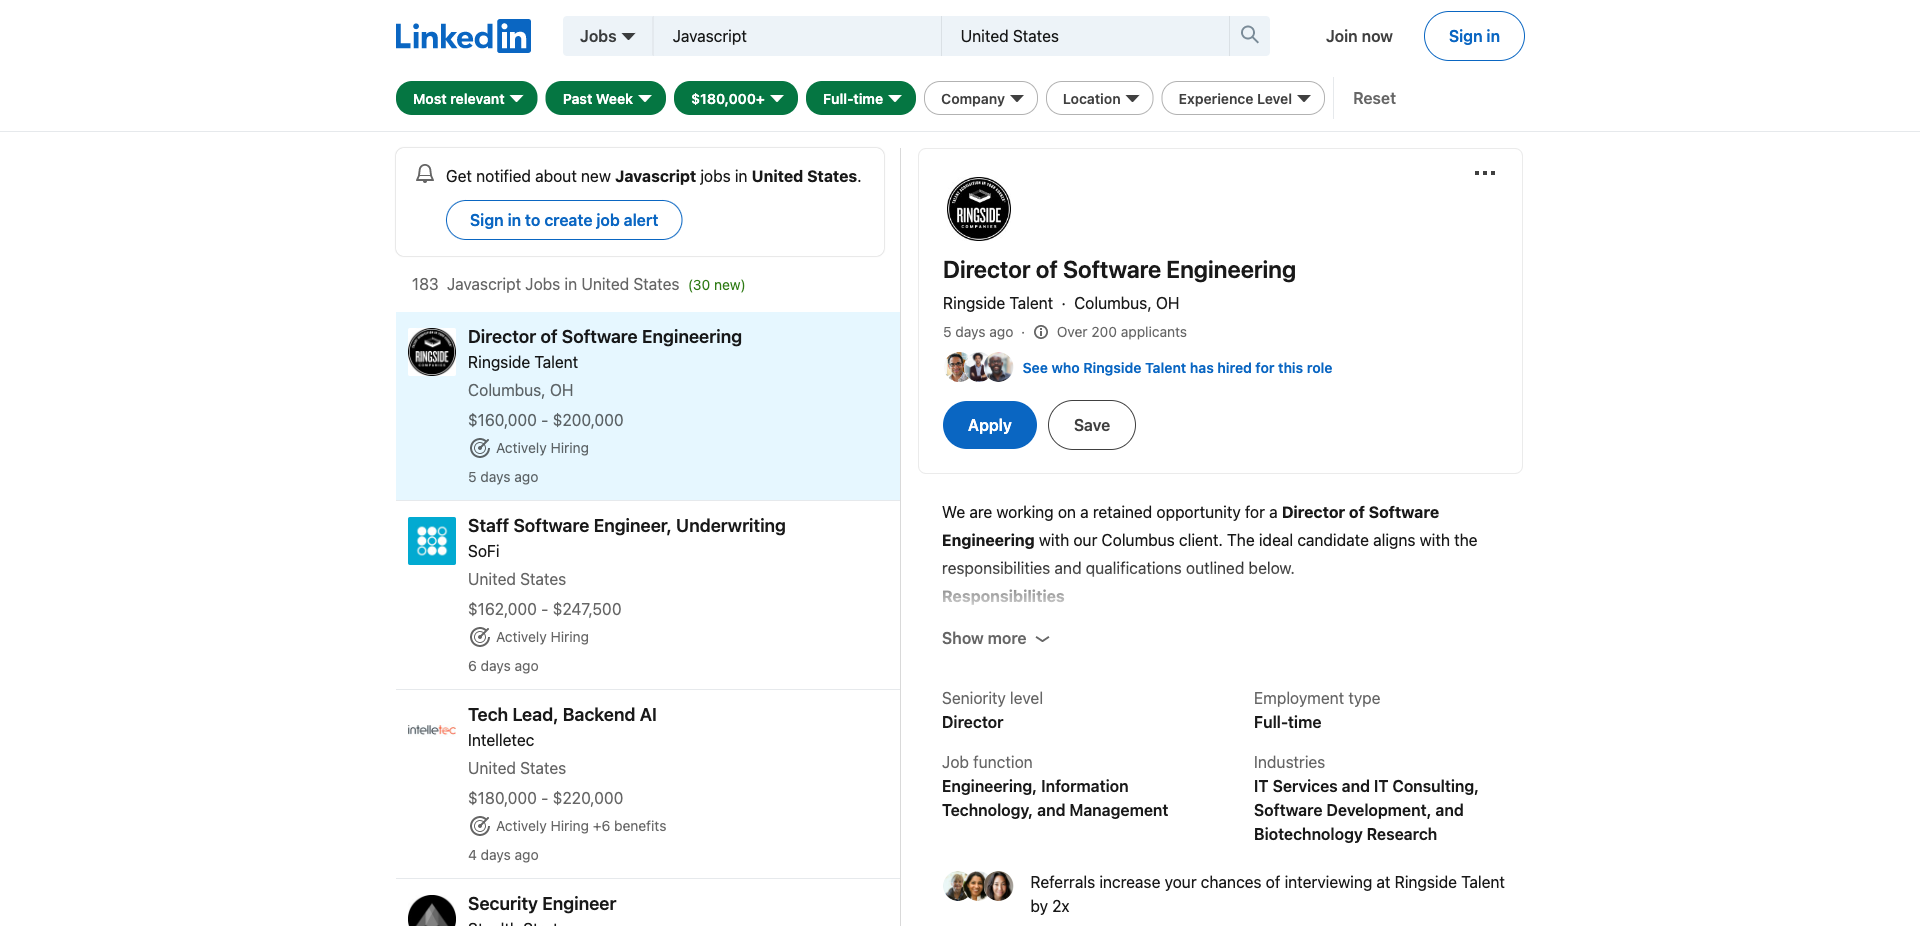 Linked in
Jobs
Javascript
United States
Join now
Sign in
Most relevant
Past Week
$180,000+
Full-time
Company
Location
Experience Level
Reset
Get notified about new Javascript jobs in United States.
Sign in to create job alert
183 Javascript Jobs in United States (30 new)
RINGSIDE
Director of Software Engineering
Ringside Talent
Columbus, OH
$160,000 - $200,000
Actively Hiring
5 days ago
Staff Software Engineer, Underwriting
SoFi
United States
$162,000 - $247,500
Actively Hiring
6 days ago
intelletec
Tech Lead, Backend AI
Intelletec
United States
$180,000 - $220,000
Actively Hiring +6 benefits
4 days ago
Security Engineer
RINGSIDE
COMPANIES
Director of Software Engineering
Ringside Talent · Columbus, OH
5 days ago · Over 200 applicants
See who Ringside Talent has hired for this role
Apply
Save
We are working on a retained opportunity for a Director of Software
Engineering with our Columbus client. The ideal candidate aligns with the
responsibilities and qualifications outlined below.
Responsibilities
Show more
Seniority level
Director
Employment type
Full-time
Job function
Engineering, Information
Technology, and Management
Industries
IT Services and IT Consulting,
Software Development, and
Biotechnology Research
Referrals increase your chances of interviewing at Ringside Talent
by 2x